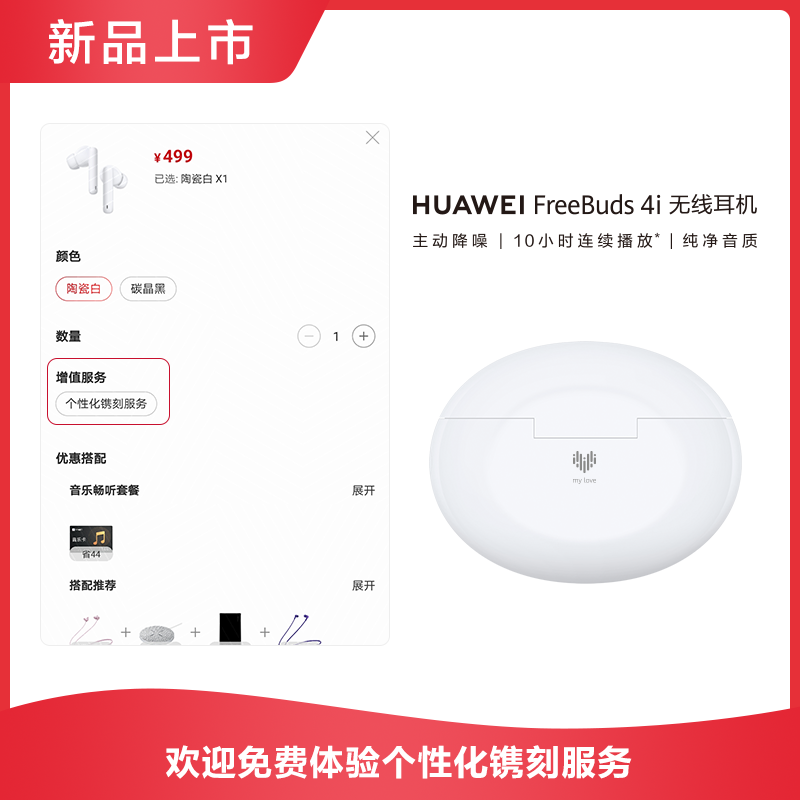 新品上市
¥499
已选: 陶瓷白 X1
颜色
陶瓷白 碳晶黑
数量
1
增值服务
个性化镌刻服务
优惠搭配
音乐畅听套餐 展开
省44
搭配推荐 展开
HUAWEI FreeBuds 4i 无线耳机
主动降噪 | 10小时连续播放* | 纯净音质
my love
欢迎免费体验个性化镌刻服务